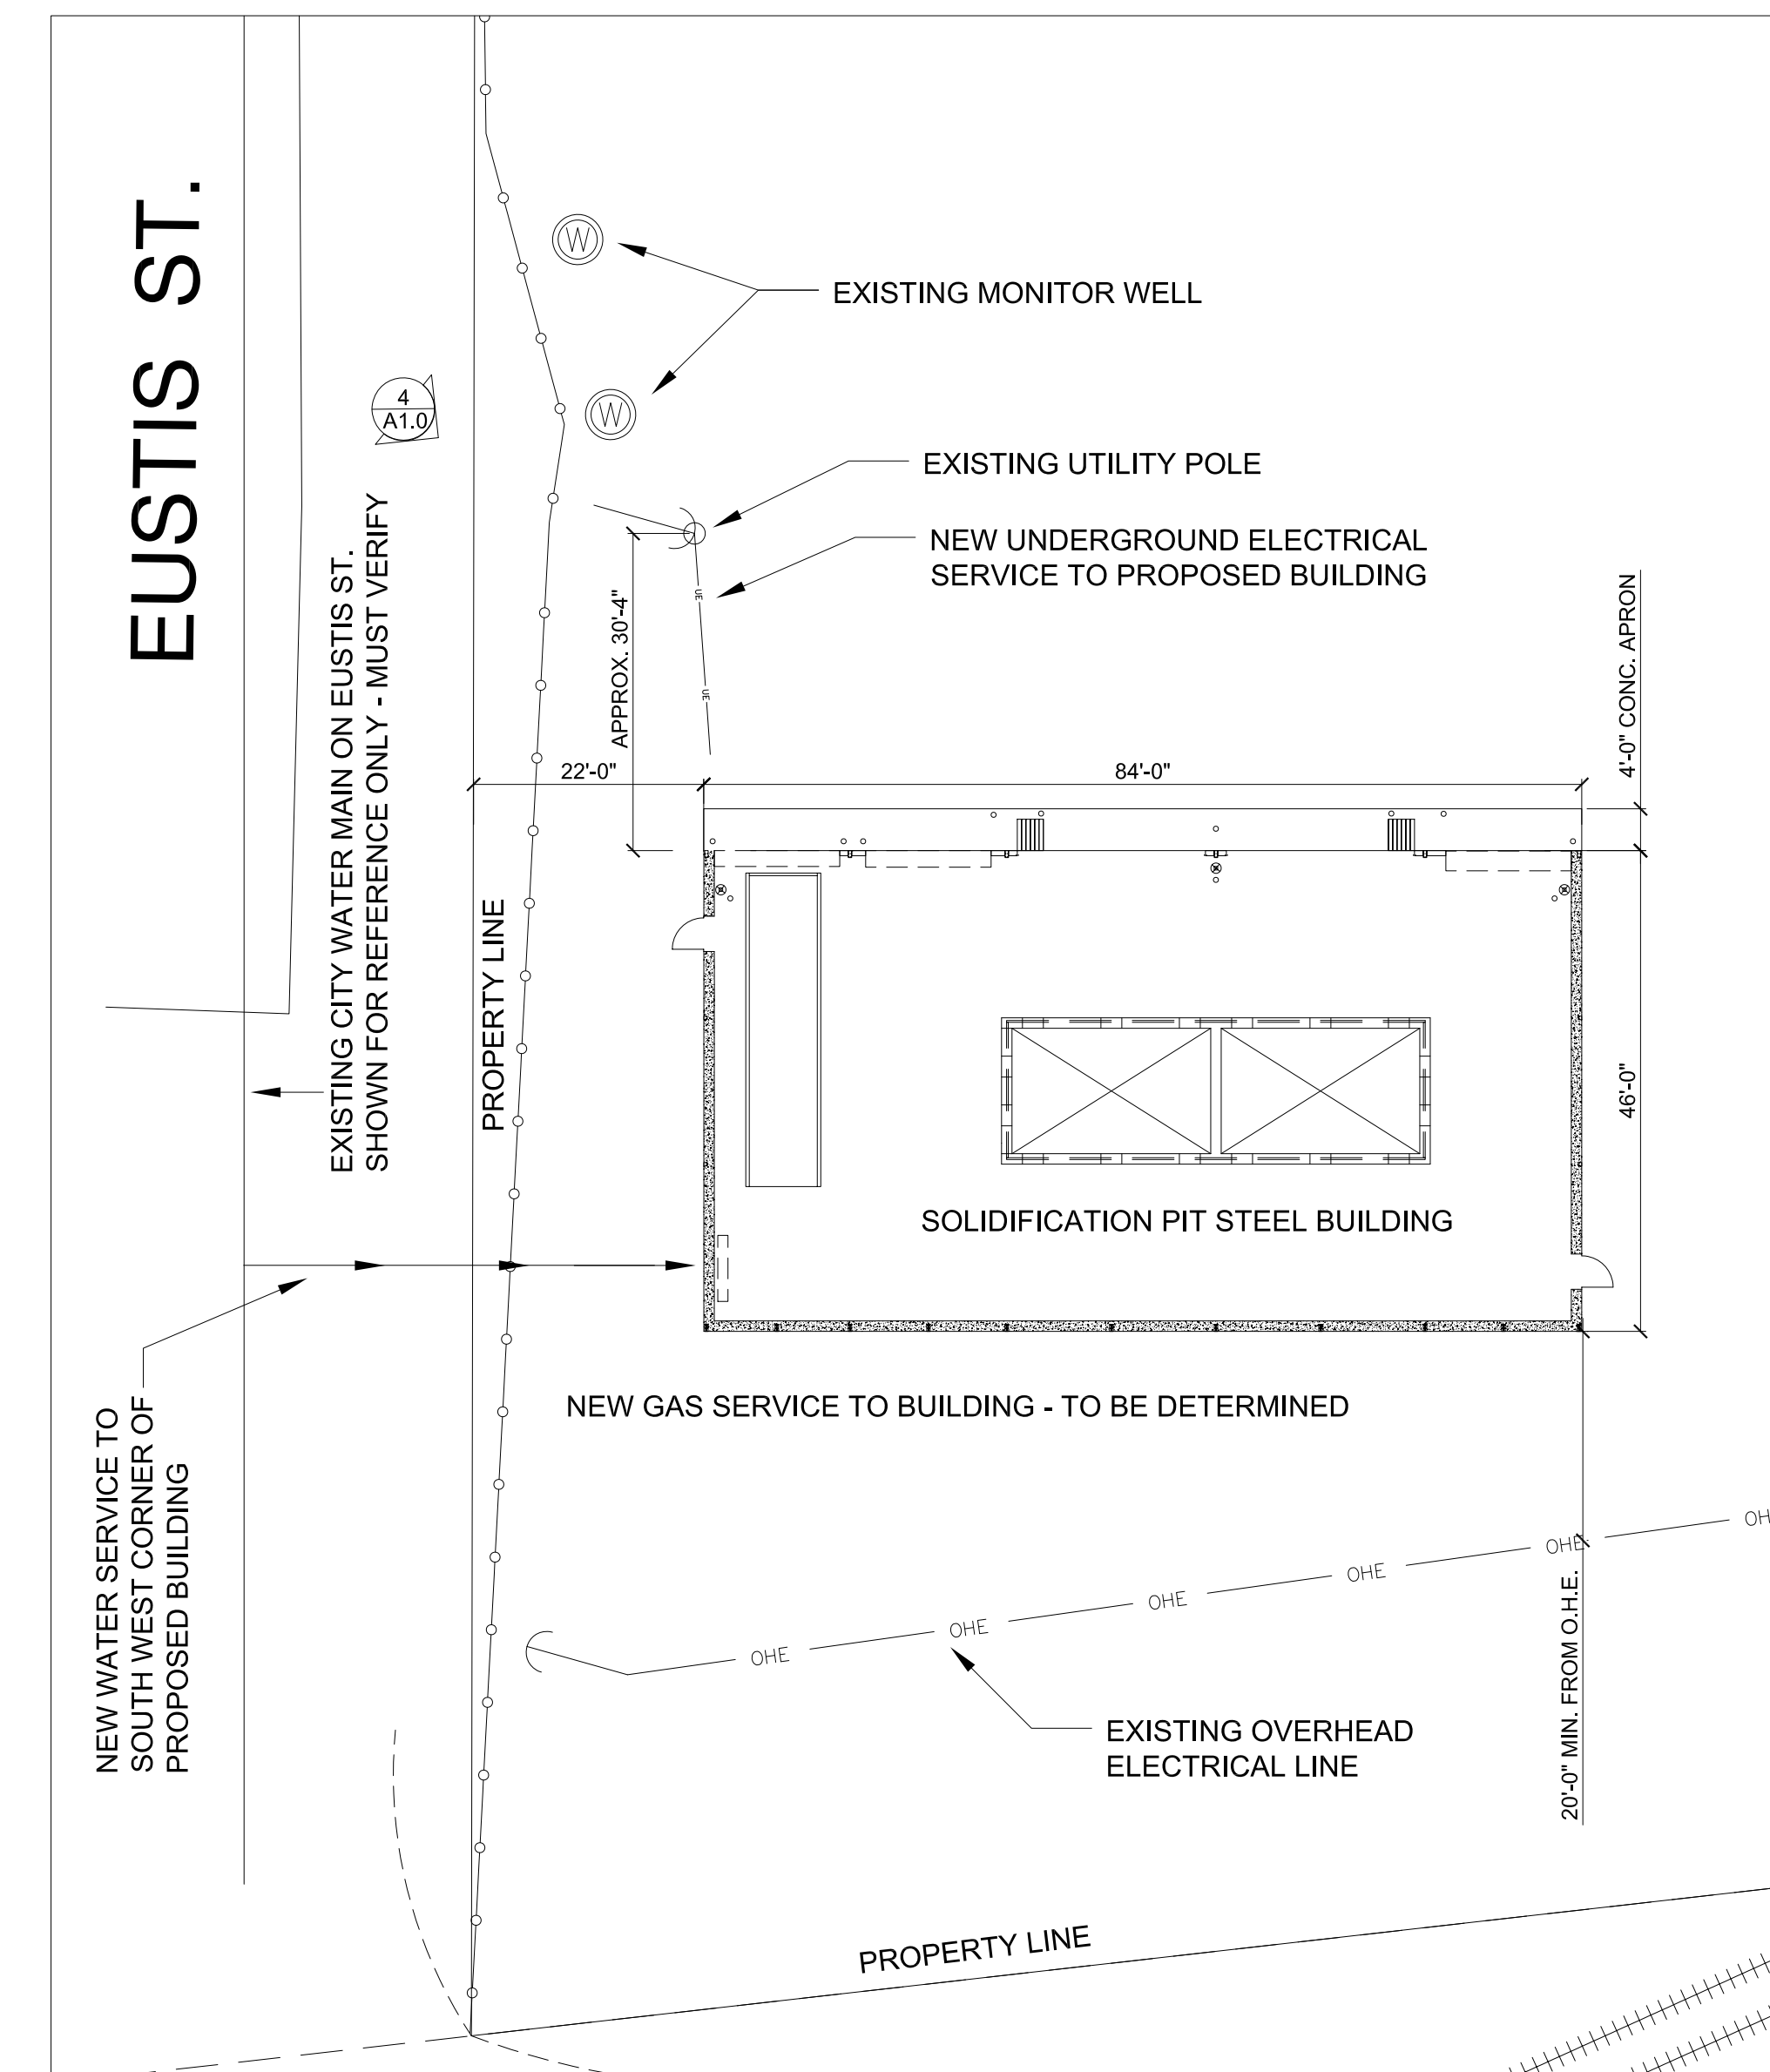 EUSTIS ST.
W
EXISTING MONITOR WELL
4
A1.0
W
EXISTING UTILITY POLE
NEW UNDERGROUND ELECTRICAL
SERVICE TO PROPOSED BUILDING
EXISTING CITY WATER MAIN ON EUSTIS ST.
SHOWN FOR REFERENCE ONLY - MUST VERIFY
APPROX. 30'-4"
UE
UE
4'-0" CONC. APRON
22'-0"
84'-0"
PROPERTY LINE
46'-0"
SOLIDIFICATION PIT STEEL BUILDING
NEW WATER SERVICE TO
SOUTH WEST CORNER OF
PROPOSED BUILDING
NEW GAS SERVICE TO BUILDING - TO BE DETERMINED
OHE
OHE
OHE
OHE
OHE
OH
20'-0" MIN. FROM O.H.E.
EXISTING OVERHEAD
ELECTRICAL LINE
PROPERTY LINE